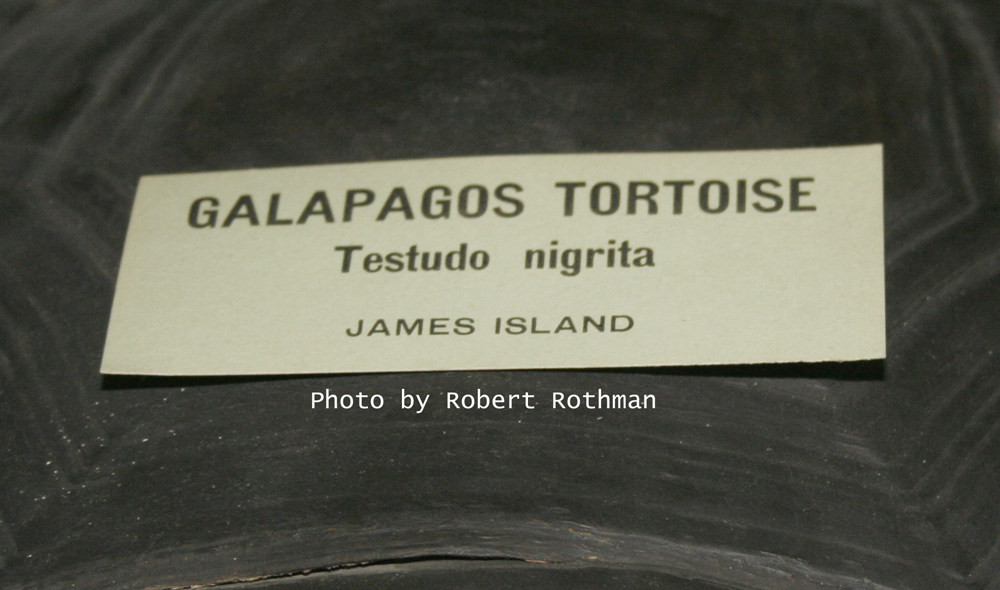 GALAPAGOS TORTOISE
Testudo nigrita
JAMES ISLAND
Photo by Robert Rothman